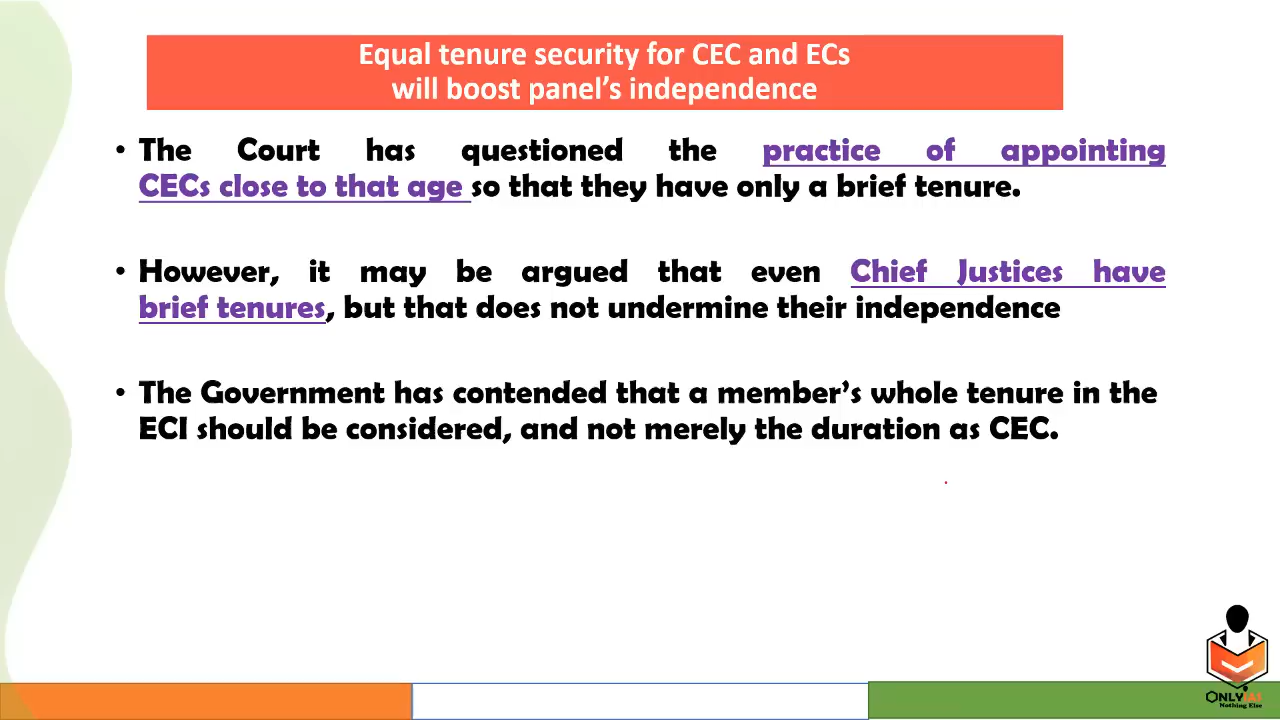 Equal tenure security for CEC and ECs
will boost panel's independence
• The Court has questioned the practice of appointing
CECs close to that age so that they have only a brief tenure.
• However, it may be argued that even Chief Justices have
brief tenures, but that does not undermine their independence
• The Government has contended that a member's whole tenure in the
ECI should be considered, and not merely the duration as CEC.
ONLY IAS
Nothing Else